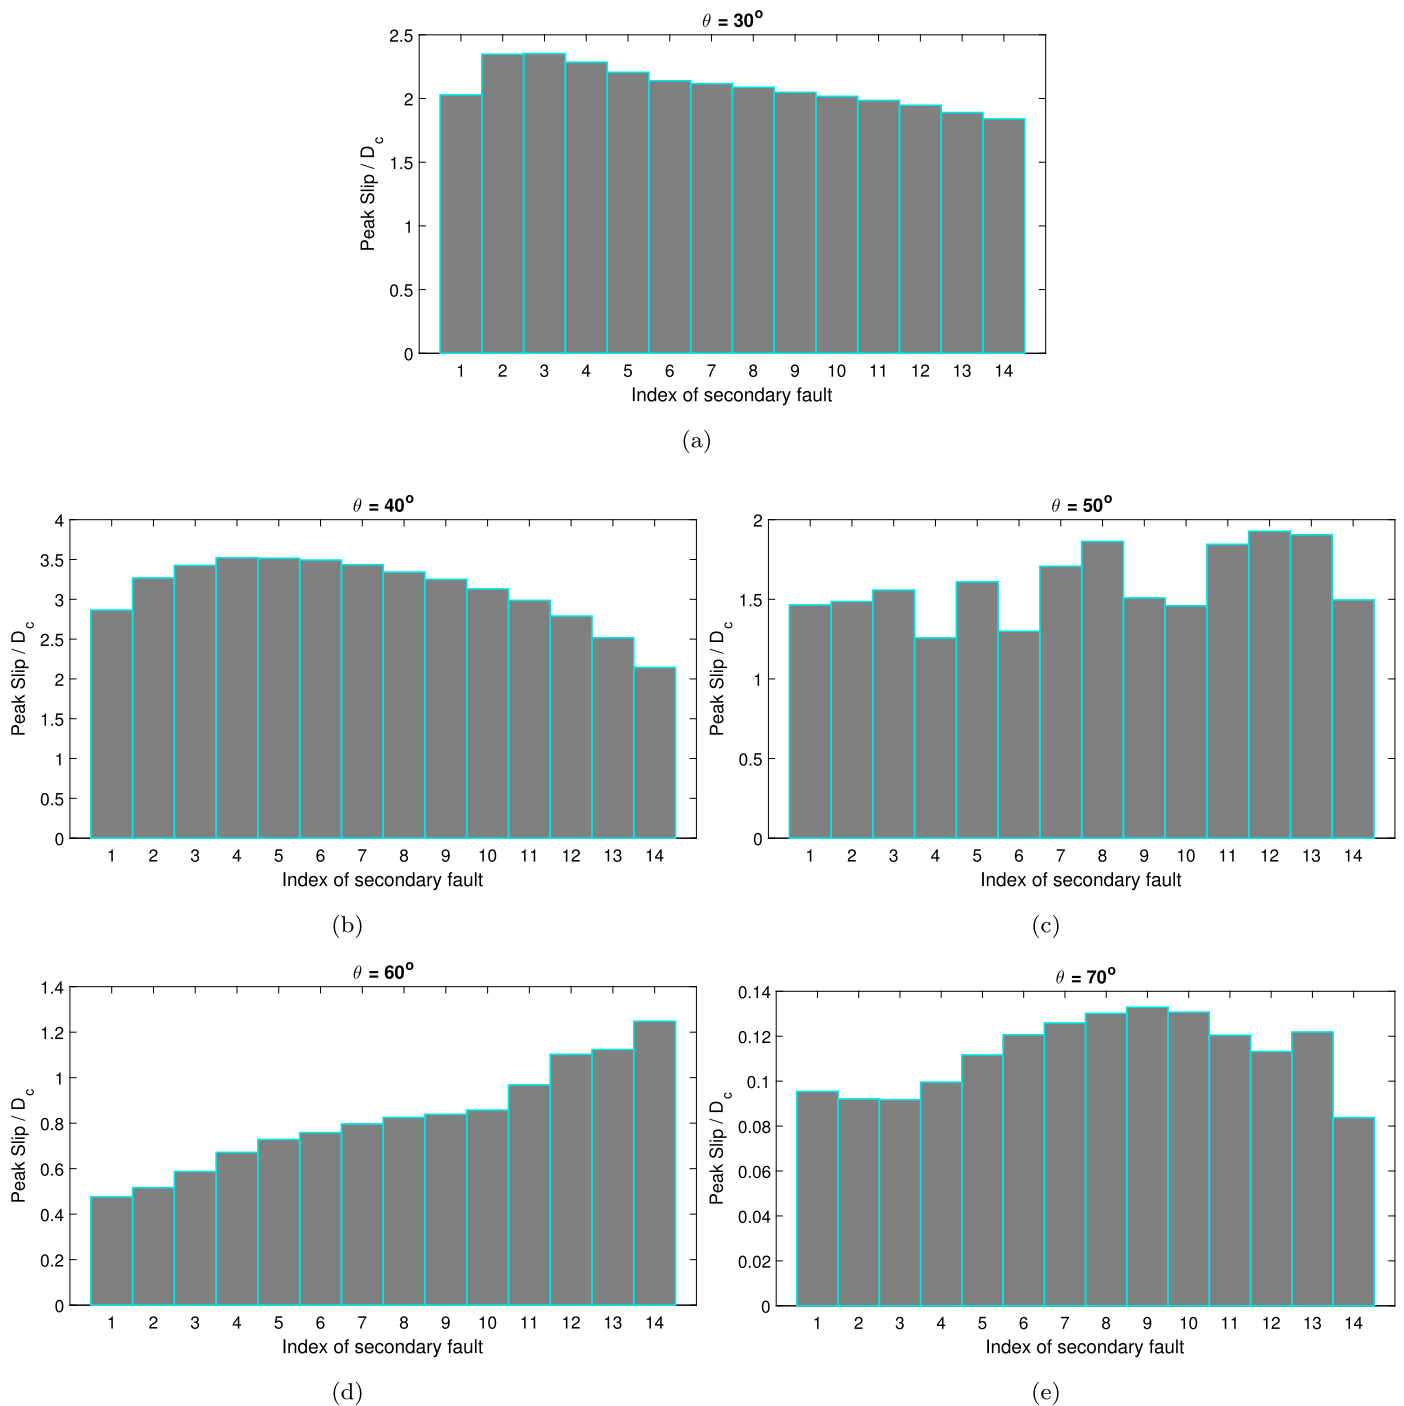 θ = 30°
2.5
2
1.5
1
0.5
0
Peak Slip / Dc
1 2 3 4 5 6 7 8 9 10 11 12 13 14
Index of secondary fault
(a)
θ = 40°
4
3.5
3
2.5
2
1.5
1
0.5
0
Peak Slip / Dc
1 2 3 4 5 6 7 8 9 10 11 12 13 14
Index of secondary fault
(b)
θ = 50°
2
1.5
1
0.5
0
Peak Slip / Dc
1 2 3 4 5 6 7 8 9 10 11 12 13 14
Index of secondary fault
(c)
θ = 60°
1.4
1.2
1
0.8
0.6
0.4
0.2
0
Peak Slip / Dc
1 2 3 4 5 6 7 8 9 10 11 12 13 14
Index of secondary fault
(d)
θ = 70°
0.14
0.12
0.1
0.08
0.06
0.04
0.02
0
Peak Slip / Dc
1 2 3 4 5 6 7 8 9 10 11 12 13 14
Index of secondary fault
(e)